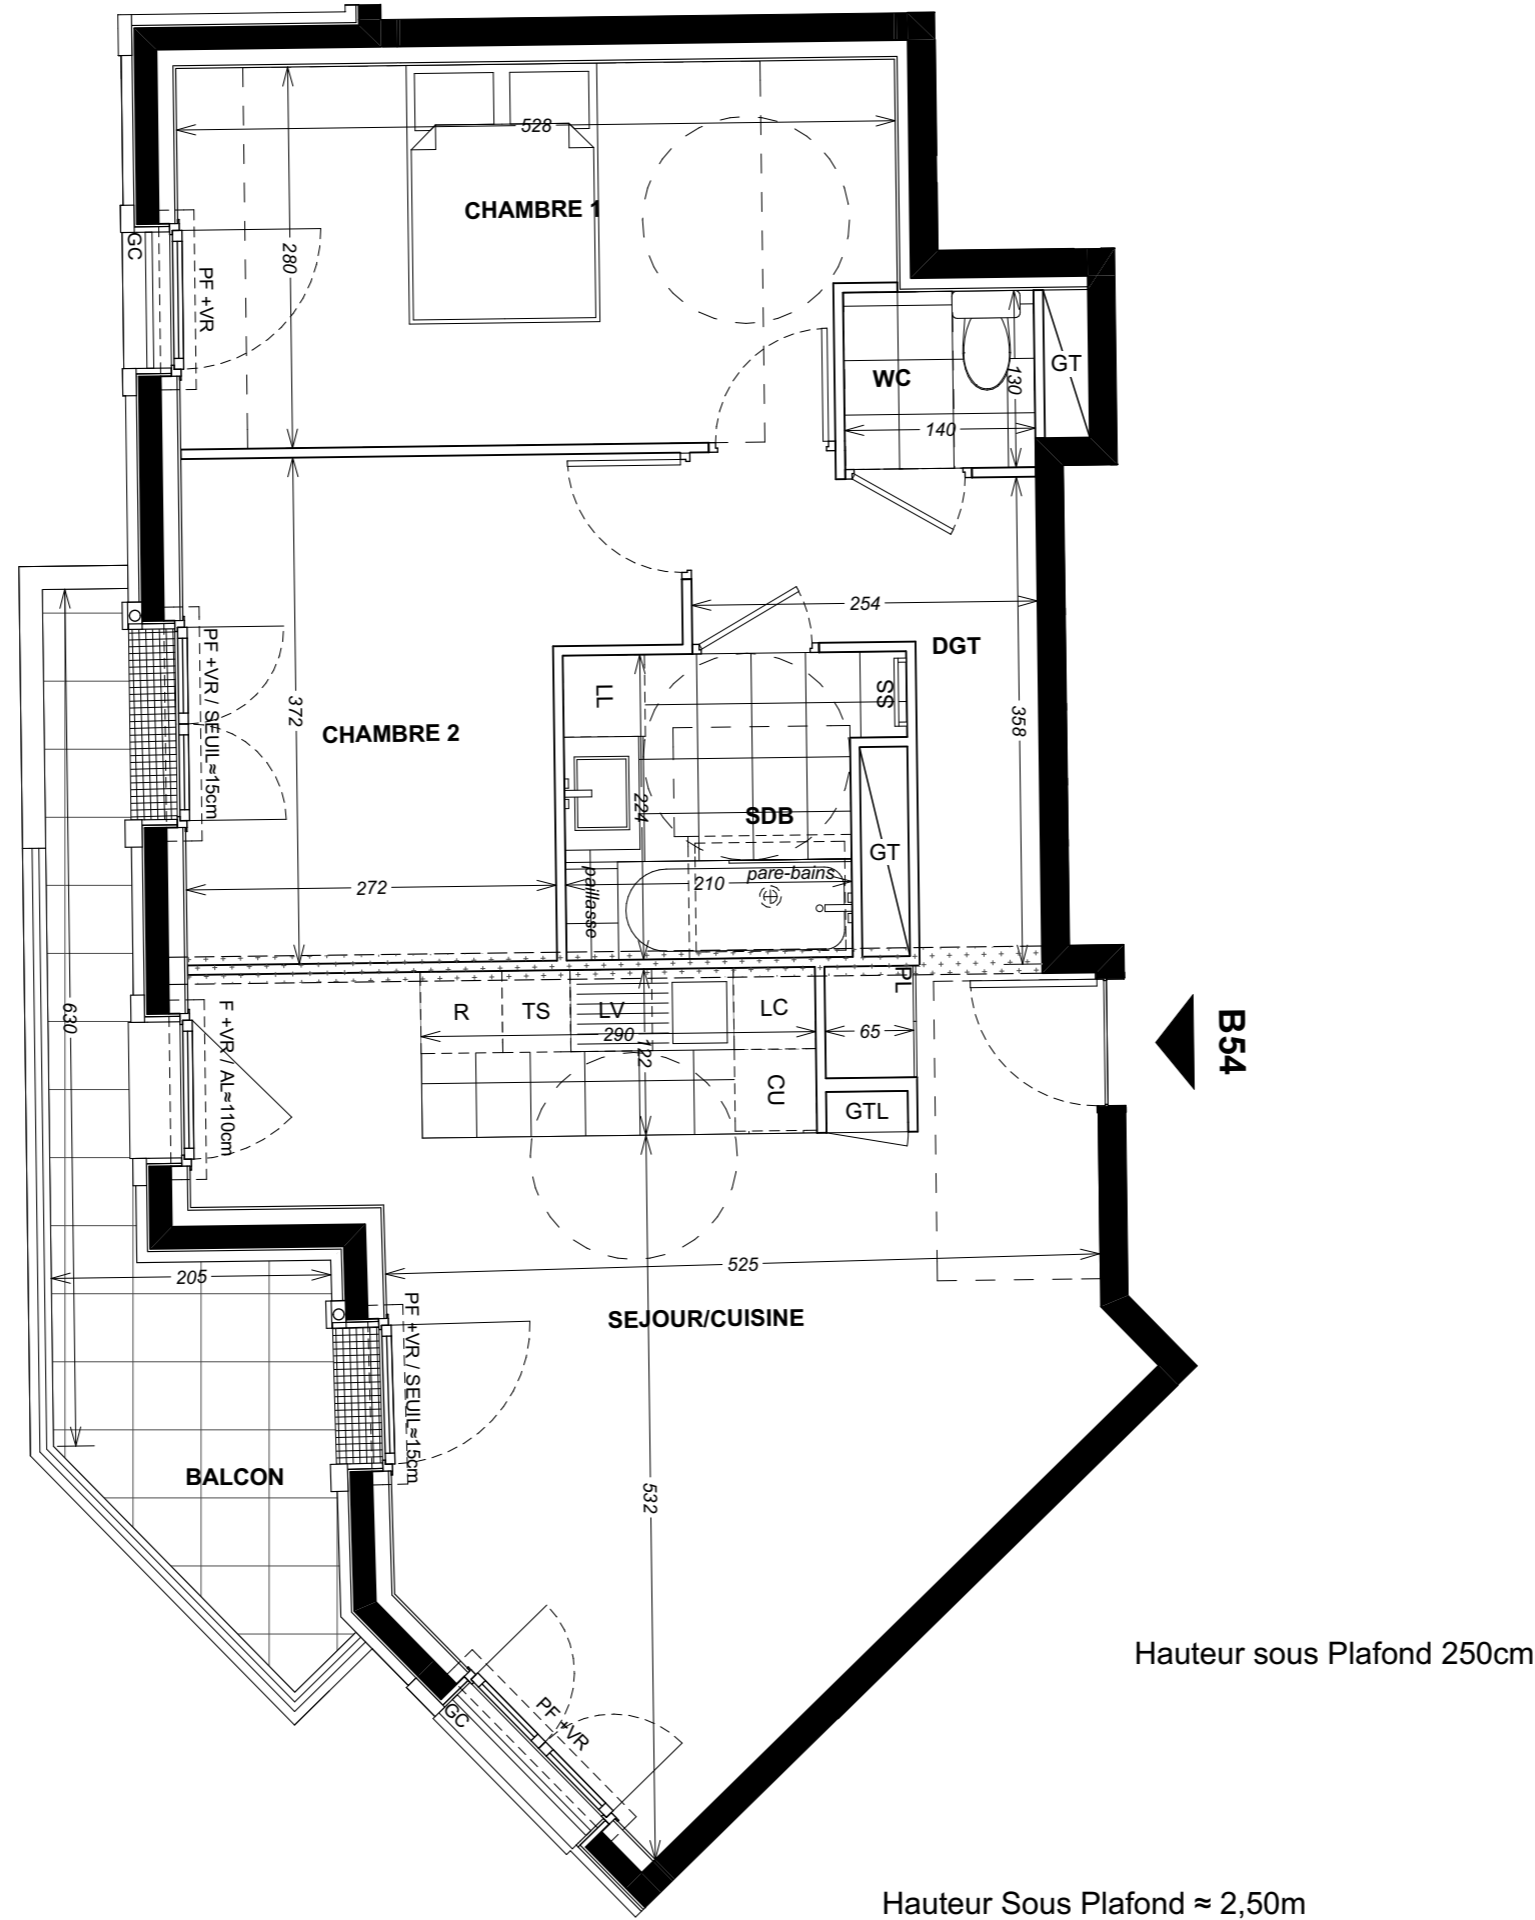 528
CHAMBRE 1
GC
PF +VR
280
WC
130
GT
140
254
DGT
PF +VR / SEUIL≈15cm
372
CHAMBRE 2
LL
SS
358
224
SDB
GT
272
210
pare-bains
paillasse
630
F +VR / AL≈110cm
R
TS
LV
LC
PL
290
122
65
CU
GTL
B54
205
525
SEJOUR/CUISINE
PF +VR / SEUIL≈15cm
BALCON
532
GC
PF +VR
Hauteur sous Plafond 250cm
Hauteur Sous Plafond ≈ 2,50m